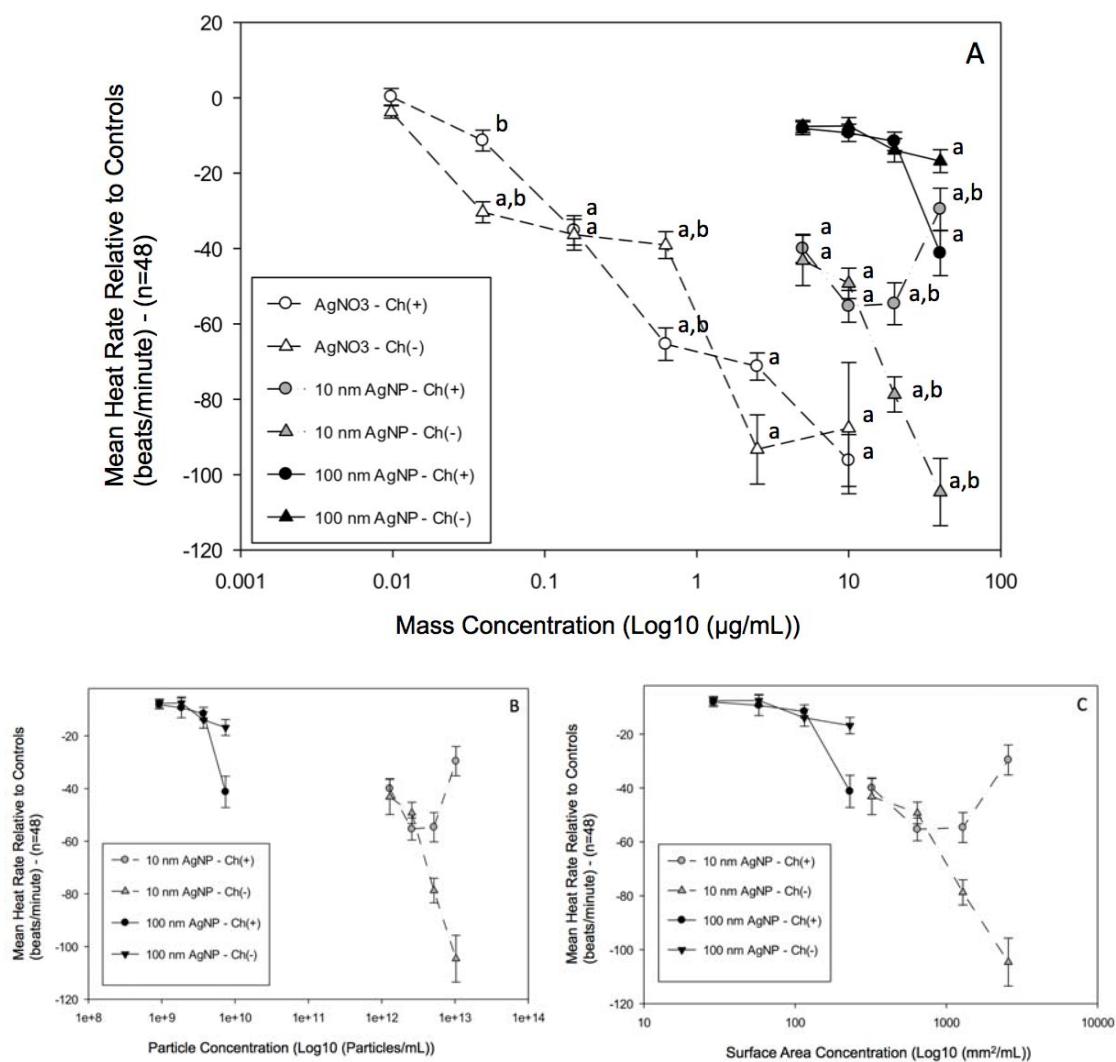 A
Mean Heat Rate Relative to Controls
(beats/minute) - (n=48)
20
0
-20
-40
-60
-80
-100
-120
b
a,b
a
a
a,b
a,b
a
a
a
a
a
a
a
a
a,b
a,b
a,b
a
a,b
a
a,b
AgNO3 - Ch(+)
AgNO3 - Ch(-)
10 nm AgNP - Ch(+)
10 nm AgNP - Ch(-)
100 nm AgNP - Ch(+)
100 nm AgNP - Ch(-)
0.001 0.01 0.1 1 10 100
Mass Concentration (Log10 (µg/mL))
B
Mean Heat Rate Relative to Controls
(beats/minute) - (n=48)
-20
-40
-60
-80
-100
-120
10 nm AgNP - Ch(+)
10 nm AgNP - Ch(-)
100 nm AgNP - Ch(+)
100 nm AgNP - Ch(-)
1e+8 1e+9 1e+10 1e+11 1e+12 1e+13 1e+14
Particle Concentration (Log10 (Particles/mL))
C
Mean Heat Rate Relative to Controls
(beats/minute) - (n=48)
-20
-40
-60
-80
-100
-120
10 nm AgNP - Ch(+)
10 nm AgNP - Ch(-)
100 nm AgNP - Ch(+)
100 nm AgNP - Ch(-)
10 100 1000 10000
Surface Area Concentration (Log10 (mm²/mL))